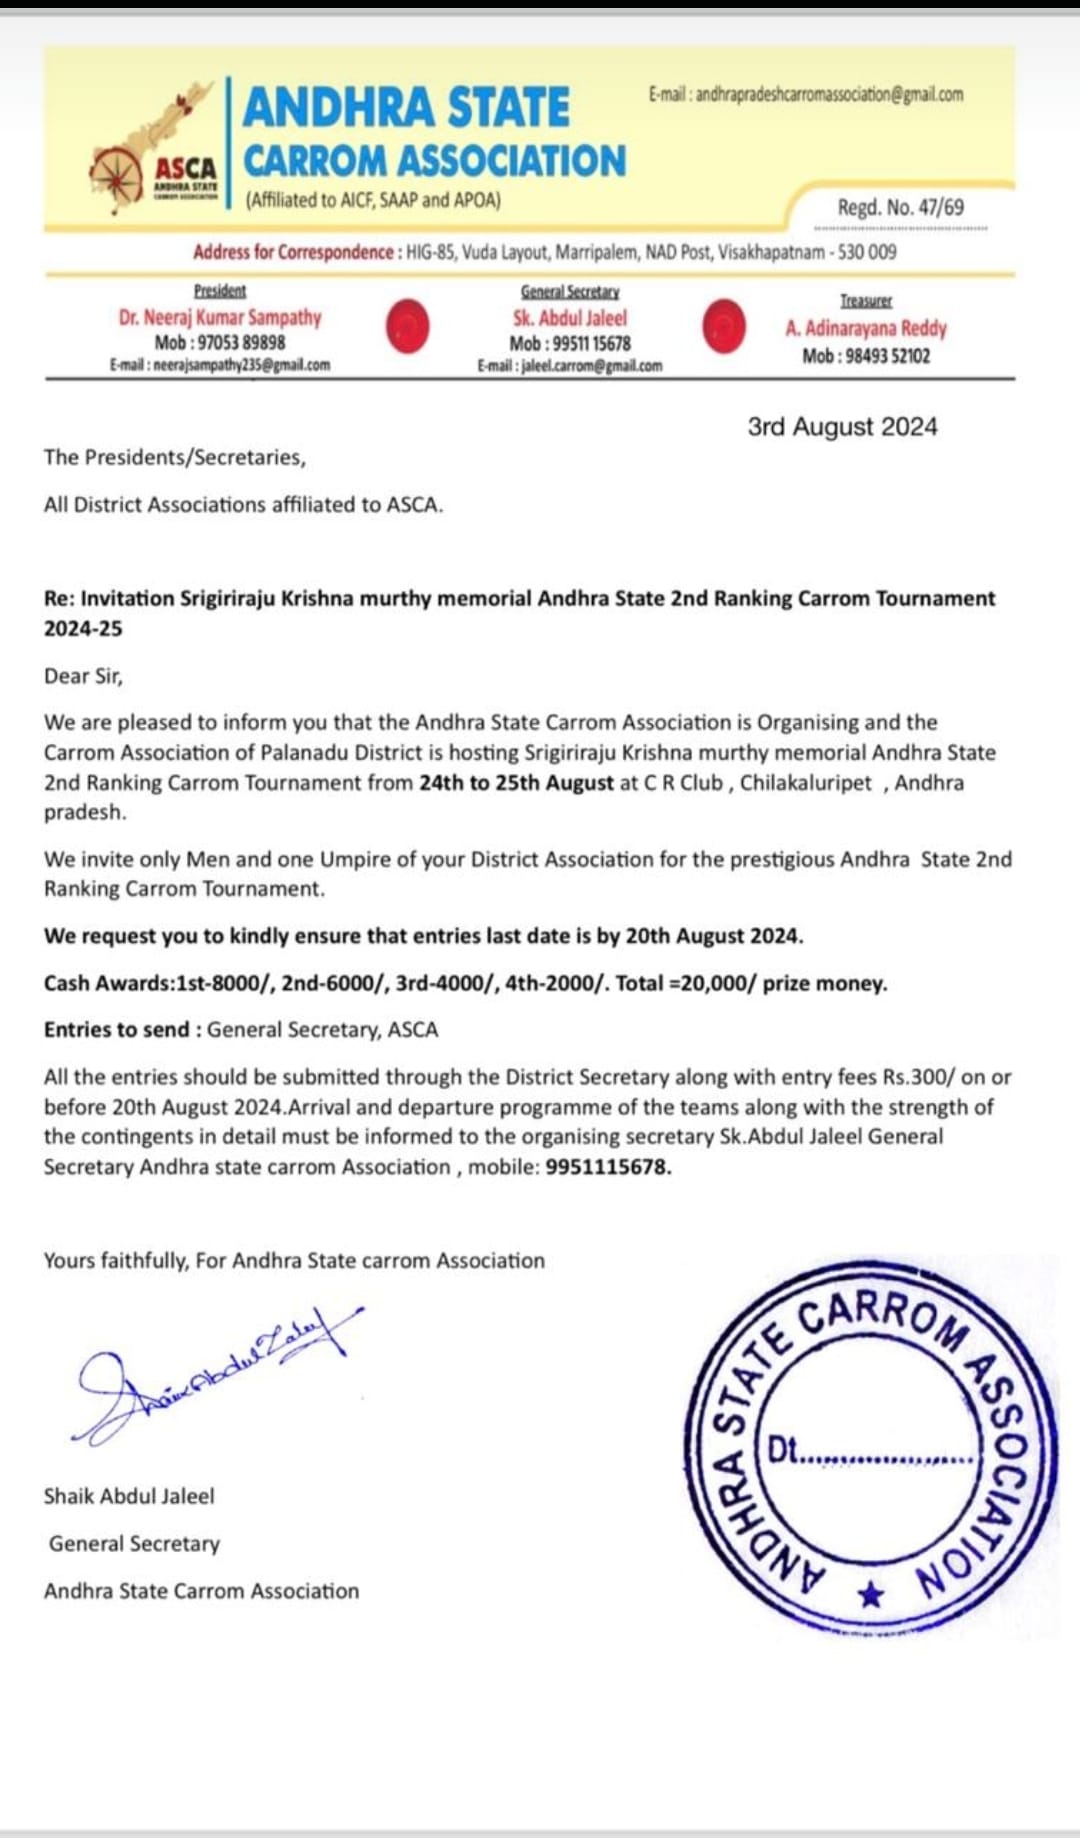 ASCA
ANDHRA STATE
CARROM ASSOCIATION
ANDHRA STATE
CARROM ASSOCIATION
(Affiliated to AICF, SAAP and APOA)
E-mail : andhrapradeshcarromassociation@gmail.com
Regd. No. 47/69
Address for Correspondence : HIG-85, Vuda Layout, Marripalem, NAD Post, Visakhapatnam - 530 009
President
Dr. Neeraj Kumar Sampathy
Mob : 97053 89898
E-mail : neerajsampathy235@gmail.com
General Secretary
Sk. Abdul Jaleel
Mob : 99511 15678
E-mail : jaleel.carrom@gmail.com
Treasurer
A. Adinarayana Reddy
Mob : 98493 52102
3rd August 2024
The Presidents/Secretaries,
All District Associations affiliated to ASCA.
Re: Invitation Srigiriraju Krishna murthy memorial Andhra State 2nd Ranking Carrom Tournament
2024-25
Dear Sir,
We are pleased to inform you that the Andhra State Carrom Association is Organising and the
Carrom Association of Palanadu District is hosting Srigiriraju Krishna murthy memorial Andhra State
2nd Ranking Carrom Tournament from 24th to 25th August at C R Club , Chilakaluripet , Andhra
pradesh.
We invite only Men and one Umpire of your District Association for the prestigious Andhra State 2nd
Ranking Carrom Tournament.
We request you to kindly ensure that entries last date is by 20th August 2024.
Cash Awards:1st-8000/, 2nd-6000/, 3rd-4000/, 4th-2000/. Total =20,000/ prize money.
Entries to send : General Secretary, ASCA
All the entries should be submitted through the District Secretary along with entry fees Rs.300/ on or
before 20th August 2024.Arrival and departure programme of the teams along with the strength of
the contingents in detail must be informed to the organising secretary Sk.Abdul Jaleel General
Secretary Andhra state carrom Association , mobile: 9951115678.
Yours faithfully, For Andhra State carrom Association
Shaik Abdul Jaleel
Shaik Abdul Jaleel
General Secretary
Andhra State Carrom Association
ANDHRA STATE CARROM ASSOCIATION
Dt........................
★